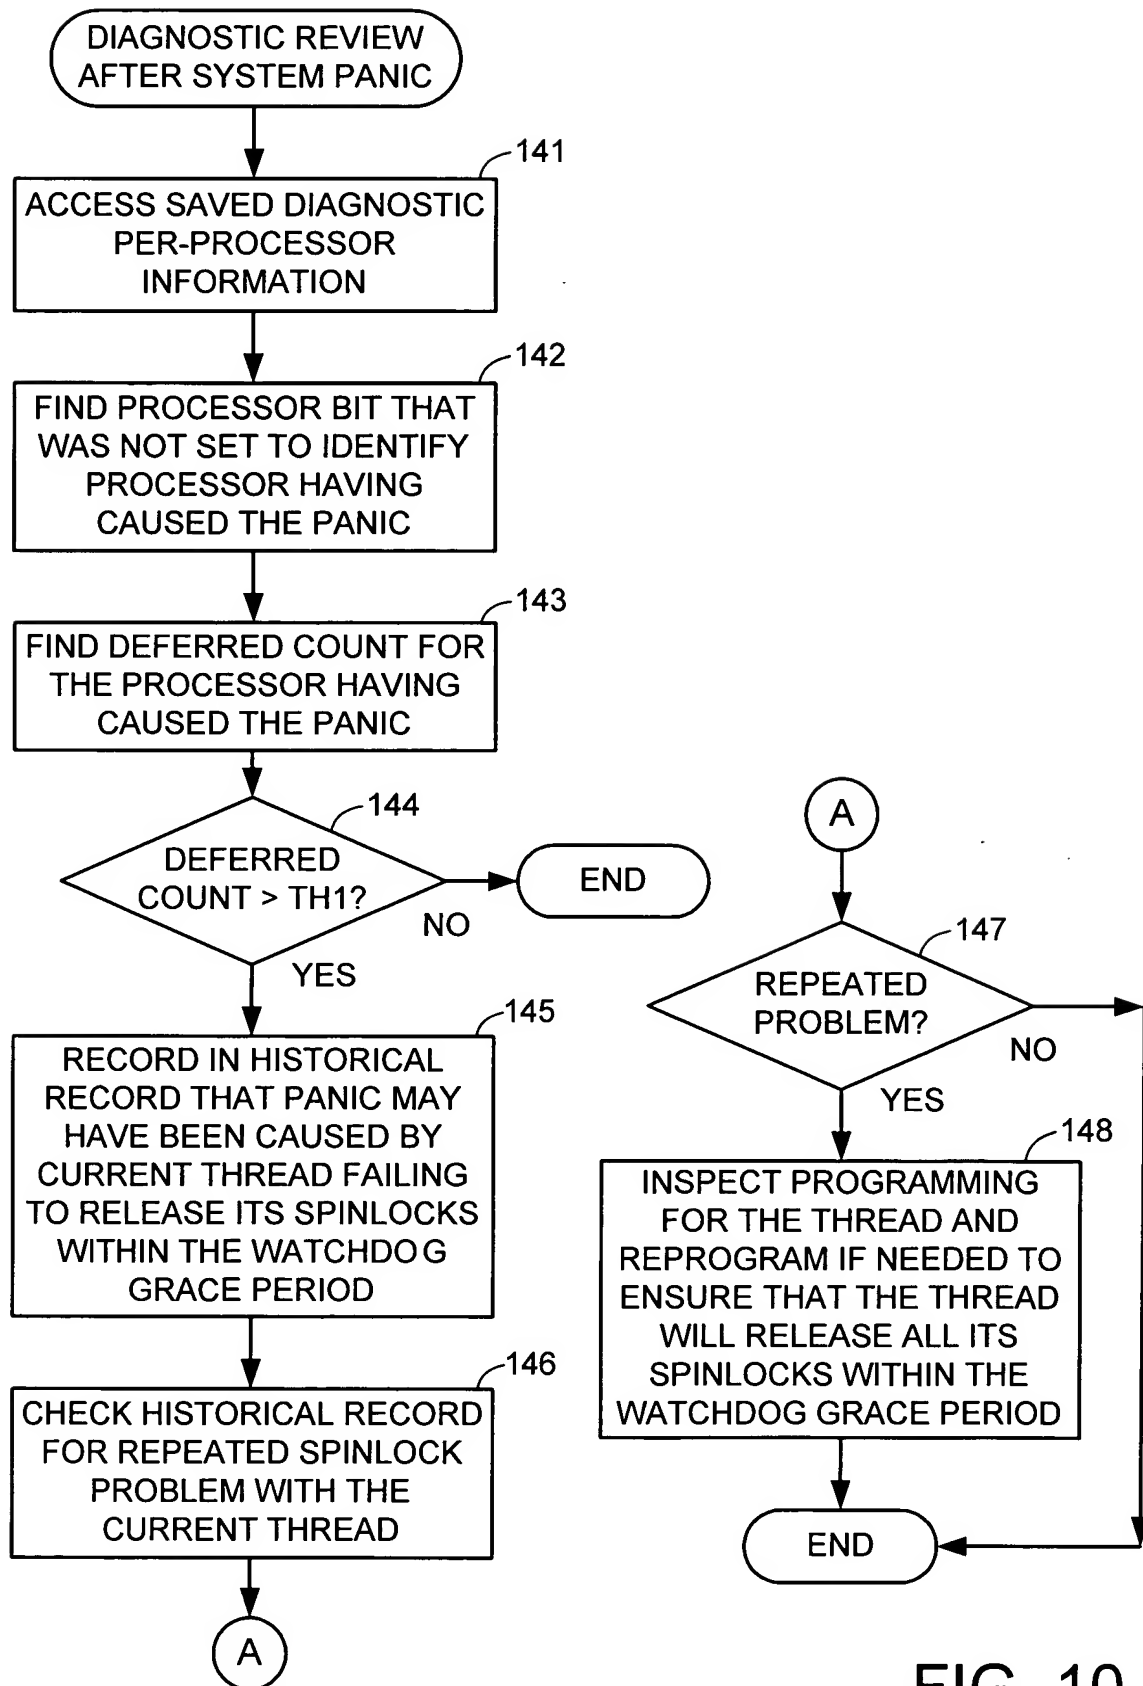 DIAGNOSTIC REVIEW
AFTER SYSTEM PANIC
141
ACCESS SAVED DIAGNOSTIC
PER-PROCESSOR
INFORMATION
142
FIND PROCESSOR BIT THAT
WAS NOT SET TO IDENTIFY
PROCESSOR HAVING
CAUSED THE PANIC
143
FIND DEFERRED COUNT FOR
THE PROCESSOR HAVING
CAUSED THE PANIC
144
DEFERRED
COUNT > TH1?
NO
END
YES
145
RECORD IN HISTORICAL
RECORD THAT PANIC MAY
HAVE BEEN CAUSED BY
CURRENT THREAD FAILING
TO RELEASE ITS SPINLOCKS
WITHIN THE WATCHDOG
GRACE PERIOD
146
CHECK HISTORICAL RECORD
FOR REPEATED SPINLOCK
PROBLEM WITH THE
CURRENT THREAD
A
A
147
REPEATED
PROBLEM?
NO
YES
148
INSPECT PROGRAMMING
FOR THE THREAD AND
REPROGRAM IF NEEDED TO
ENSURE THAT THE THREAD
WILL RELEASE ALL ITS
SPINLOCKS WITHIN THE
WATCHDOG GRACE PERIOD
END
FIG. 10